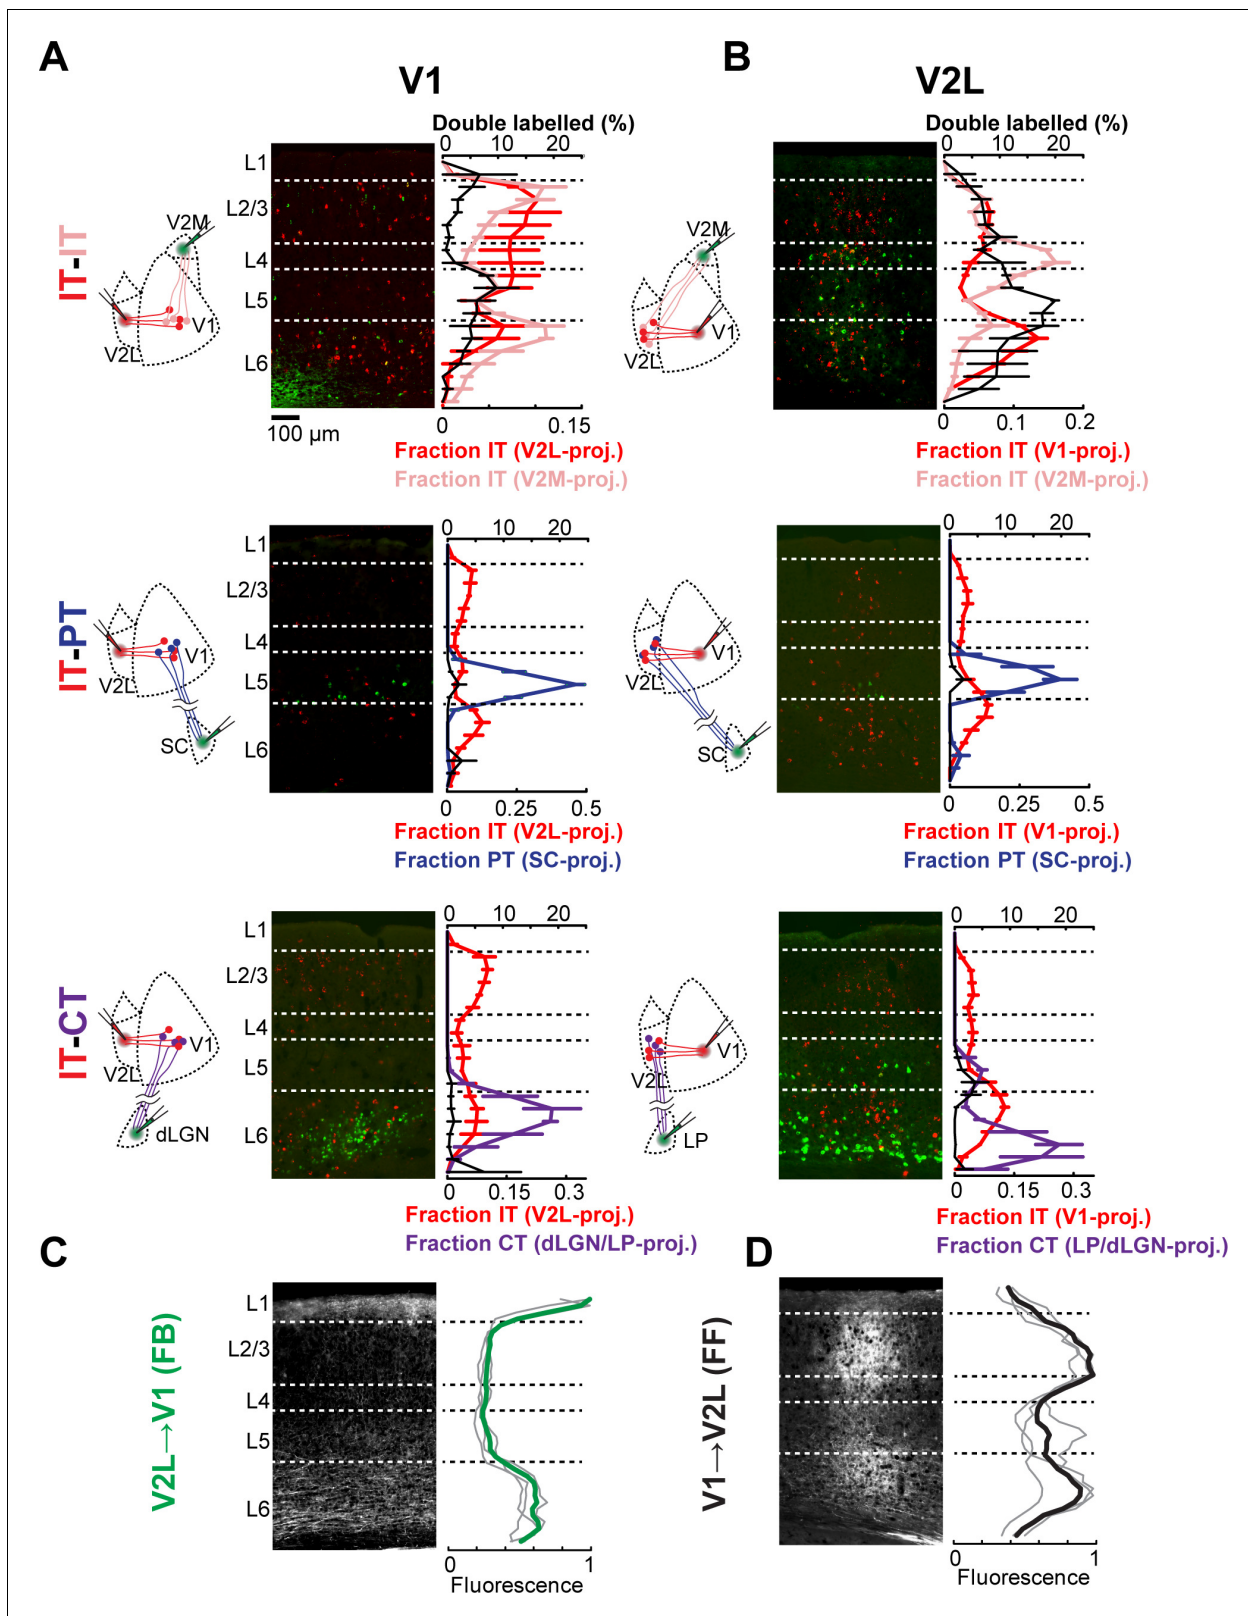 A
B
V1
V2L
Double labelled (%)
Double labelled (%)
0 10 20
0 10 20
IT-IT
V2M
V1
V2L
L1
L2/3
L4
L5
L6
100 µm
0 0.15
Fraction IT (V2L-proj.)
Fraction IT (V2M-proj.)
V2M
V1
V2L
0 0.1 0.2
Fraction IT (V1-proj.)
Fraction IT (V2M-proj.)
IT-PT
V1
V2L
SC
L1
L2/3
L4
L5
L6
0 10 20
0 0.25 0.5
Fraction IT (V2L-proj.)
Fraction PT (SC-proj.)
V1
V2L
SC
0 10 20
0 0.25 0.5
Fraction IT (V1-proj.)
Fraction PT (SC-proj.)
IT-CT
V1
V2L
dLGN
L1
L2/3
L4
L5
L6
0 10 20
0 0.15 0.3
Fraction IT (V2L-proj.)
Fraction CT (dLGN/LP-proj.)
V1
V2L
LP
0 10 20
0 0.15 0.3
Fraction IT (V1-proj.)
Fraction CT (LP/dLGN-proj.)
C
V2L→V1 (FB)
L1
L2/3
L4
L5
L6
0 1
Fluorescence
D
V1→V2L (FF)
0 1
Fluorescence